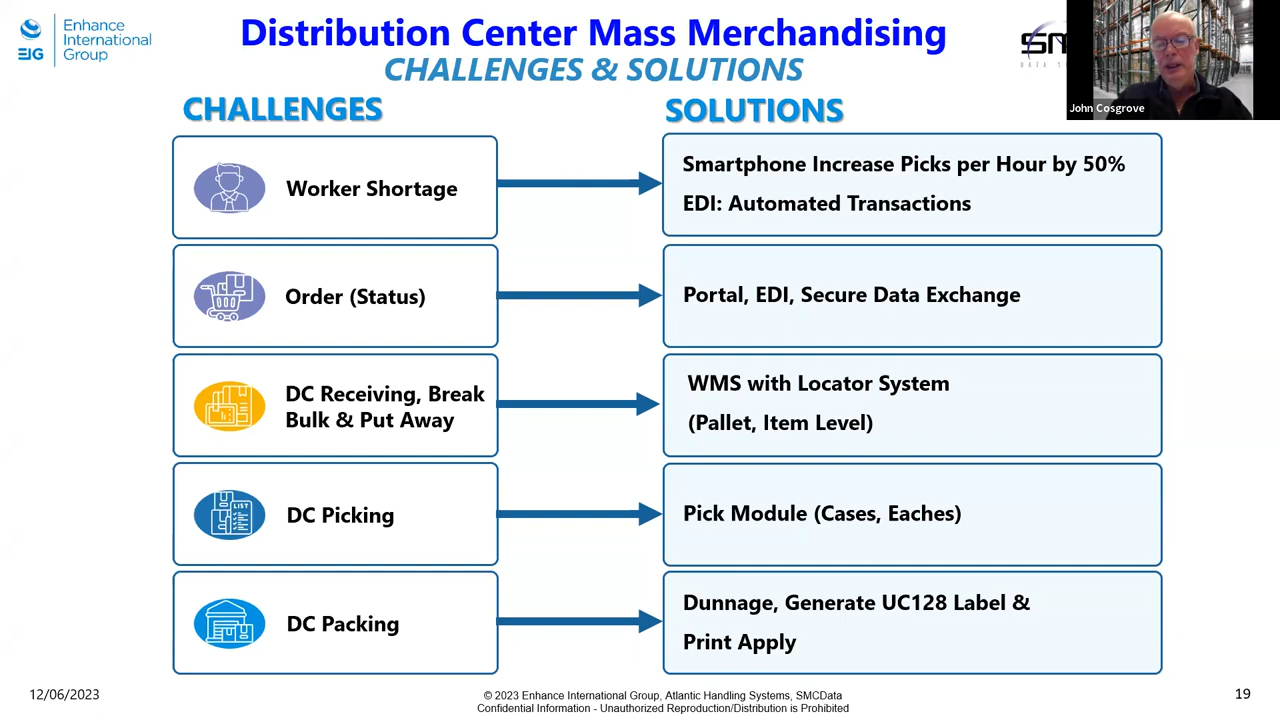 EIG
Enhance
International
Group
Distribution Center Mass Merchandising
CHALLENGES & SOLUTIONS
John Cosgrove
CHALLENGES
SOLUTIONS
Worker Shortage
Smartphone Increase Picks per Hour by 50%
EDI: Automated Transactions
Order (Status)
Portal, EDI, Secure Data Exchange
DC Receiving, Break
Bulk & Put Away
WMS with Locator System
(Pallet, Item Level)
LIST
DC Picking
Pick Module (Cases, Eaches)
DC Packing
Dunnage, Generate UC128 Label &
Print Apply
12/06/2023
© 2023 Enhance International Group, Atlantic Handling Systems, SMCData
Confidential Information - Unauthorized Reproduction/Distribution is Prohibited
19